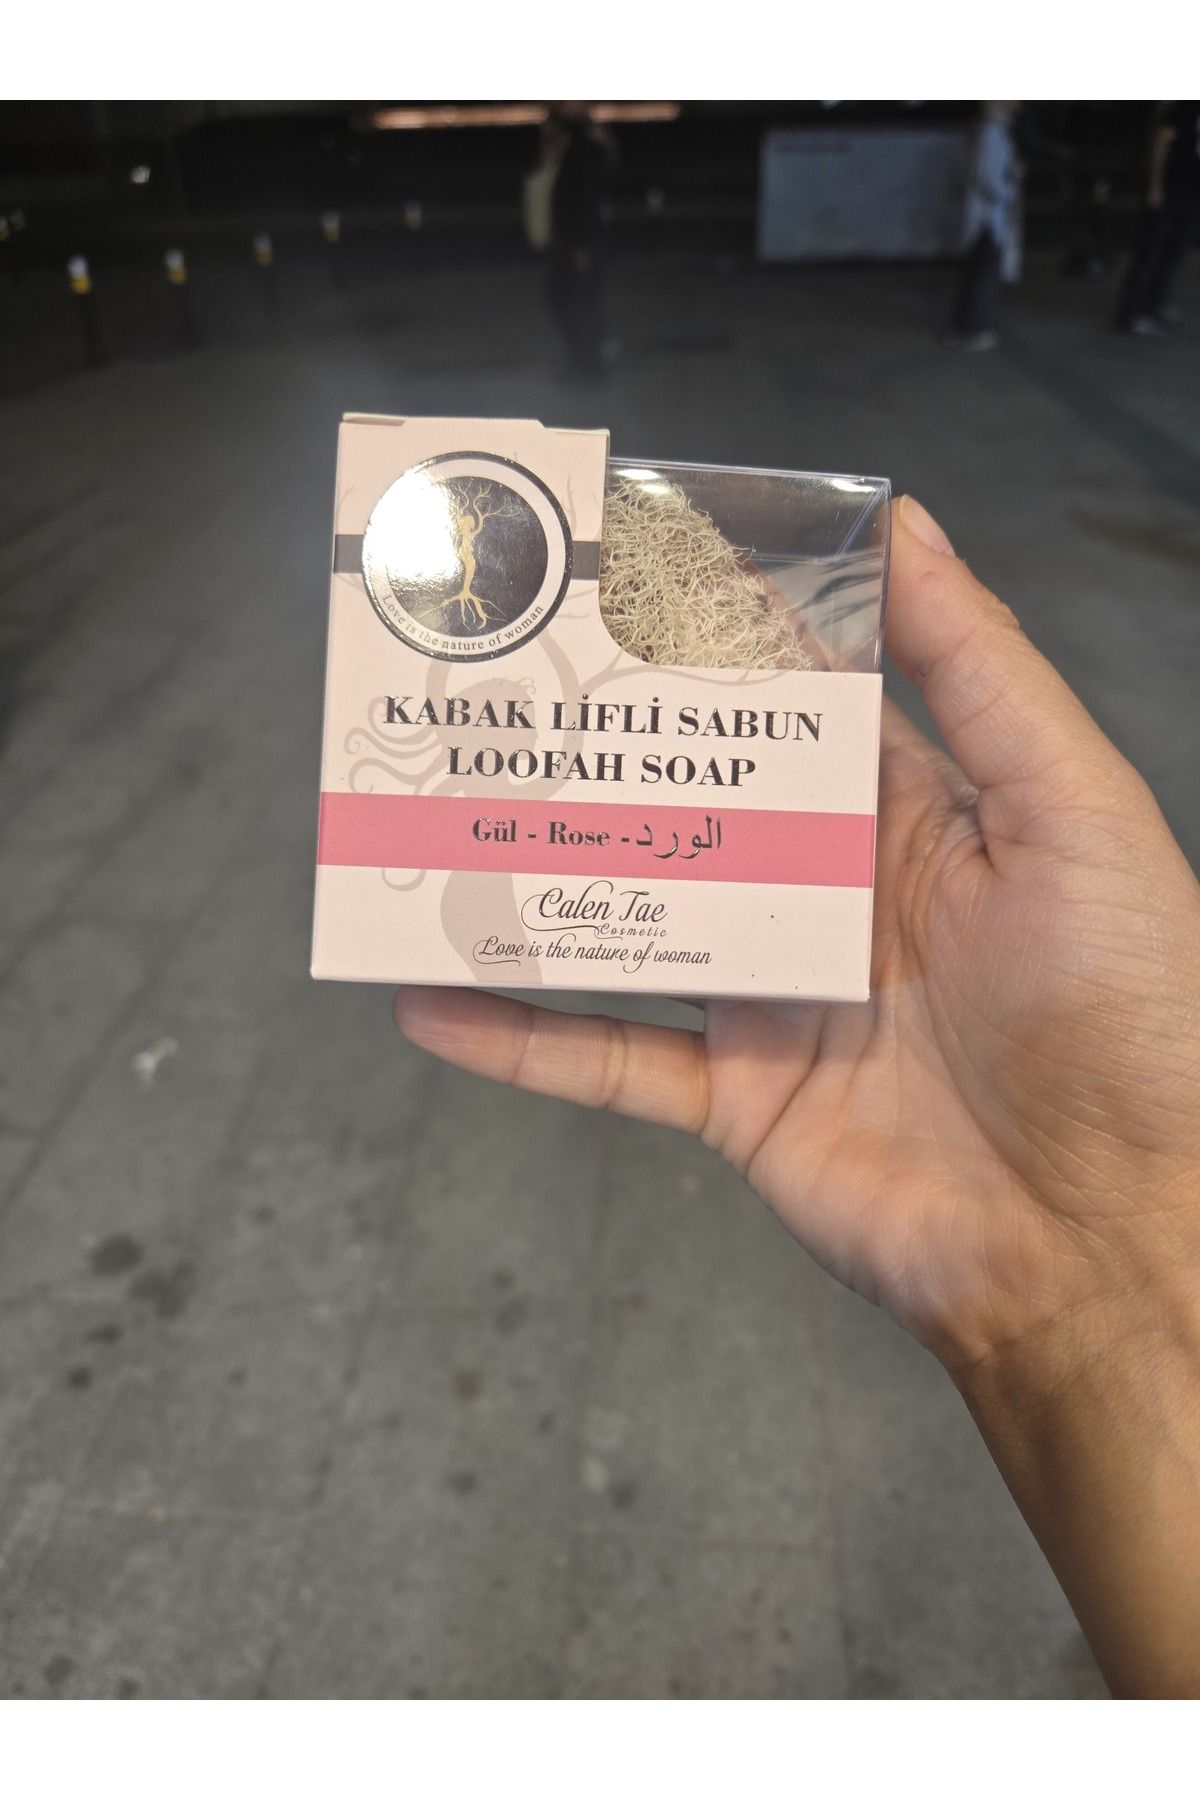 Love is the nature of woman
KABAK LİFLİ SABUN
LOOFAH SOAP
Gül - Rose - الورد
Calen Tae
Cosmetic
Love is the nature of woman